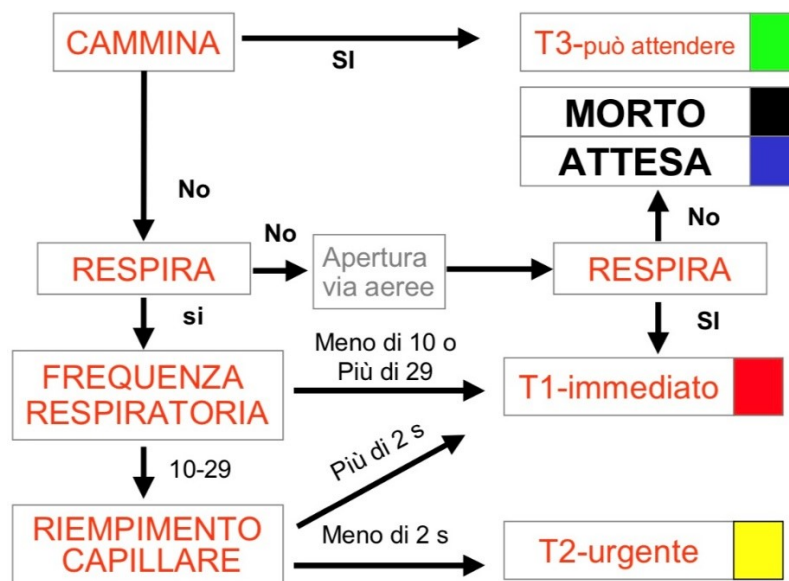 CAMMINA
SI
T3-può attendere
MORTO
ATTESA
No
No
No
RESPIRA
Apertura
via aeree
RESPIRA
si
SI
Meno di 10 o
Più di 29
FREQUENZA
RESPIRATORIA
T1-immediato
10-29
Più di 2 s
RIEMPIMENTO
CAPILLARE
Meno di 2 s
T2-urgente